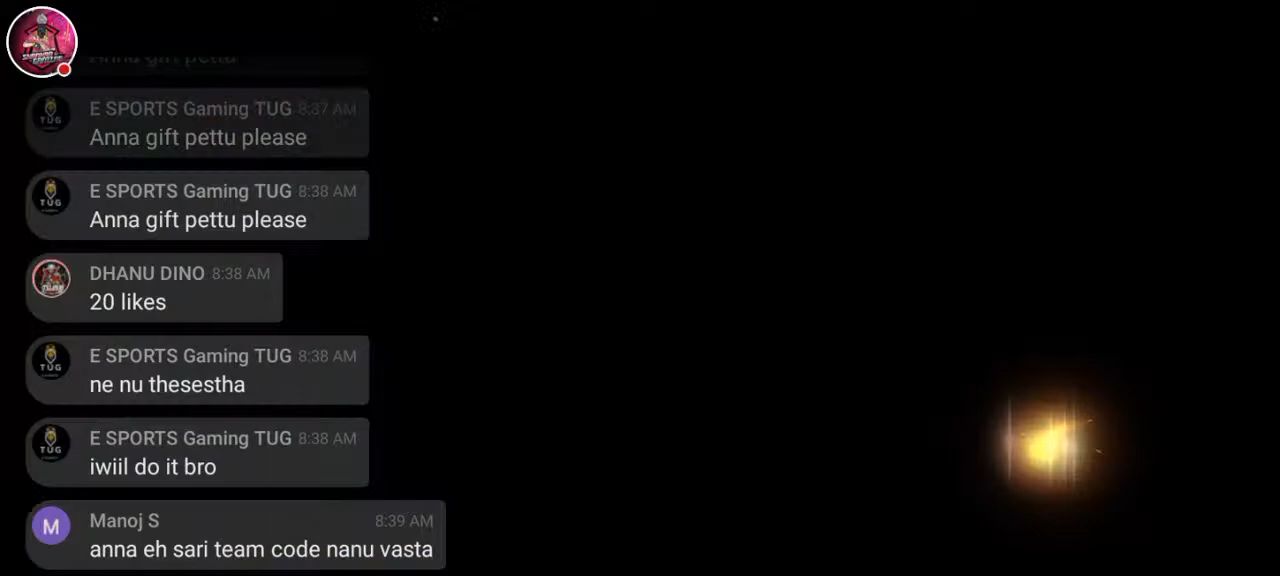 Anna gift pettu
E SPORTS Gaming TUG 8:37 AM
Anna gift pettu please
E SPORTS Gaming TUG 8:38 AM
Anna gift pettu please
DHANU DINO 8:38 AM
20 likes
E SPORTS Gaming TUG 8:38 AM
ne nu thesestha
E SPORTS Gaming TUG 8:38 AM
iwiil do it bro
M
Manoj S 8:39 AM
anna eh sari team code nanu vasta